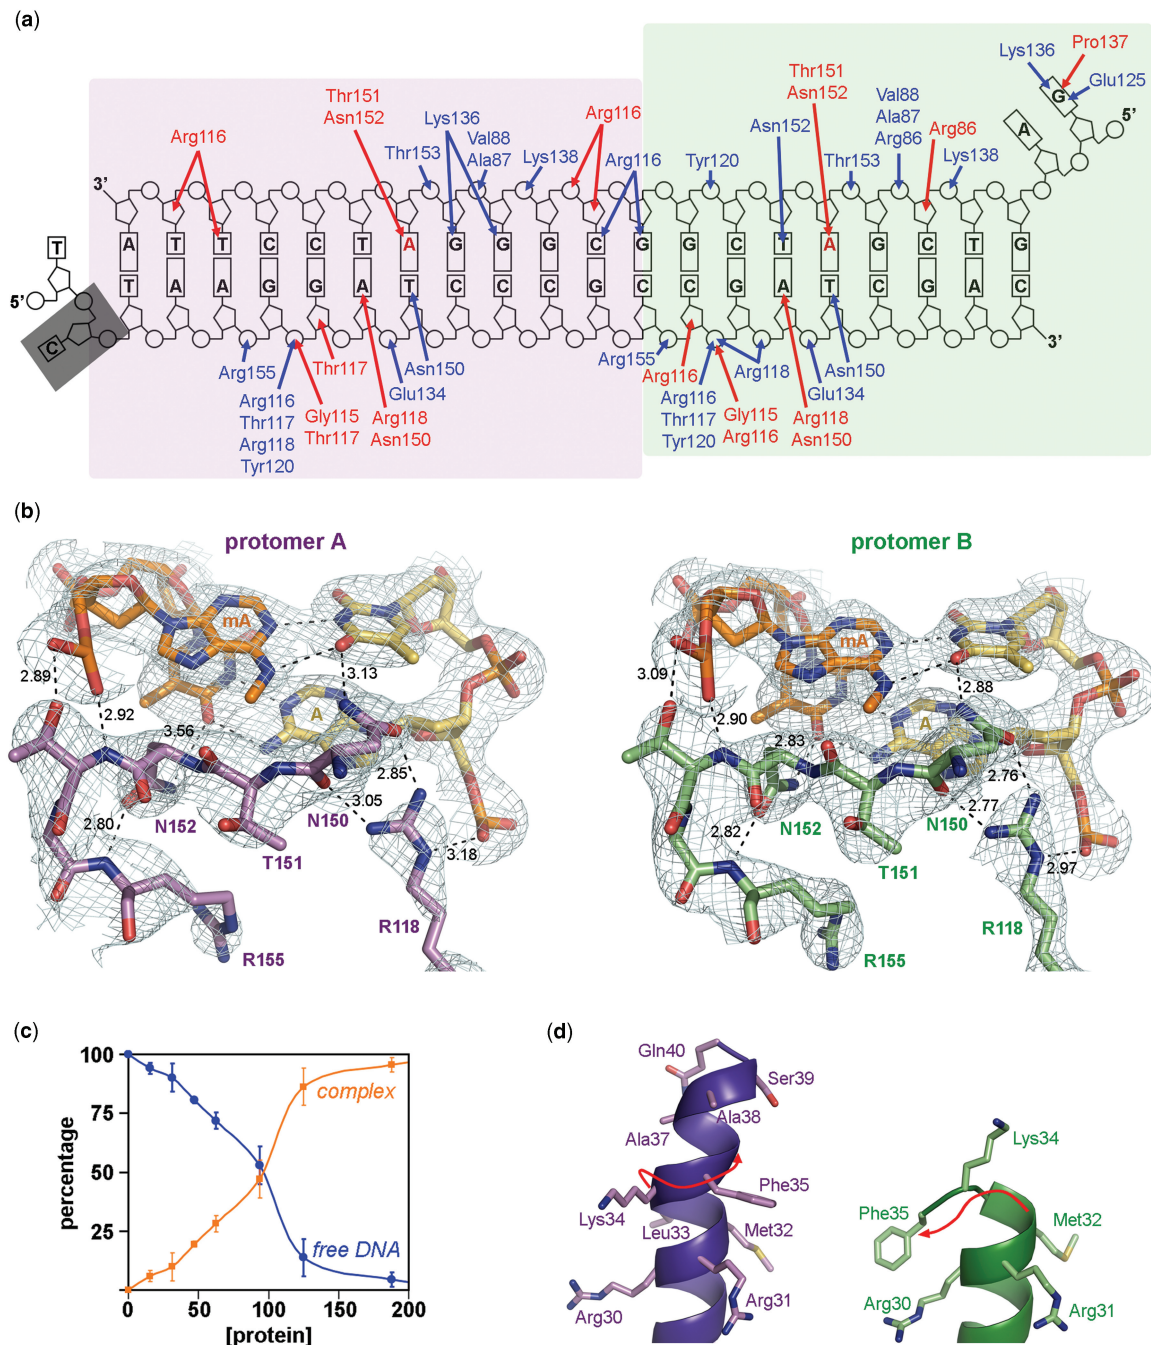 (a)
Lys136
Pro137
Glu125
G
5'
A
Thr151
Asn152
Lys136
Val88
Ala87
Arg116
Thr153
Lys138
Arg116
Arg116
Tyr120
Asn152
Thr151
Asn152
Thr153
Val88
Ala87
Arg86
Arg86
Lys138
3'
A T T C C T A G G G C G G C T A G C T G
T A A G G A T C C C G C C G A T C G A C
T
5'
C
3'
Arg155
Arg116
Thr117
Arg118
Tyr120
Gly115
Thr117
Thr117
Arg118
Asn150
Glu134
Asn150
Arg155
Arg116
Arg116
Thr117
Tyr120
Gly115
Arg116
Arg118
Arg118
Asn150
Glu134
Asn150
(b)
protomer A
mA
A
2.89
2.92
3.13
3.56
2.85
3.05
2.80
3.18
N152
T151
N150
R118
R155
protomer B
mA
A
3.09
2.90
2.88
2.83
2.76
2.77
2.82
2.97
N152
T151
N150
R118
R155
(c)
100
75
50
25
percentage
complex
free DNA
0 50 100 150 200
[protein]
(d)
Gln40
Ser39
Ala38
Ala37
Phe35
Lys34
Leu33
Met32
Arg30
Arg31
Lys34
Phe35
Met32
Arg30
Arg31